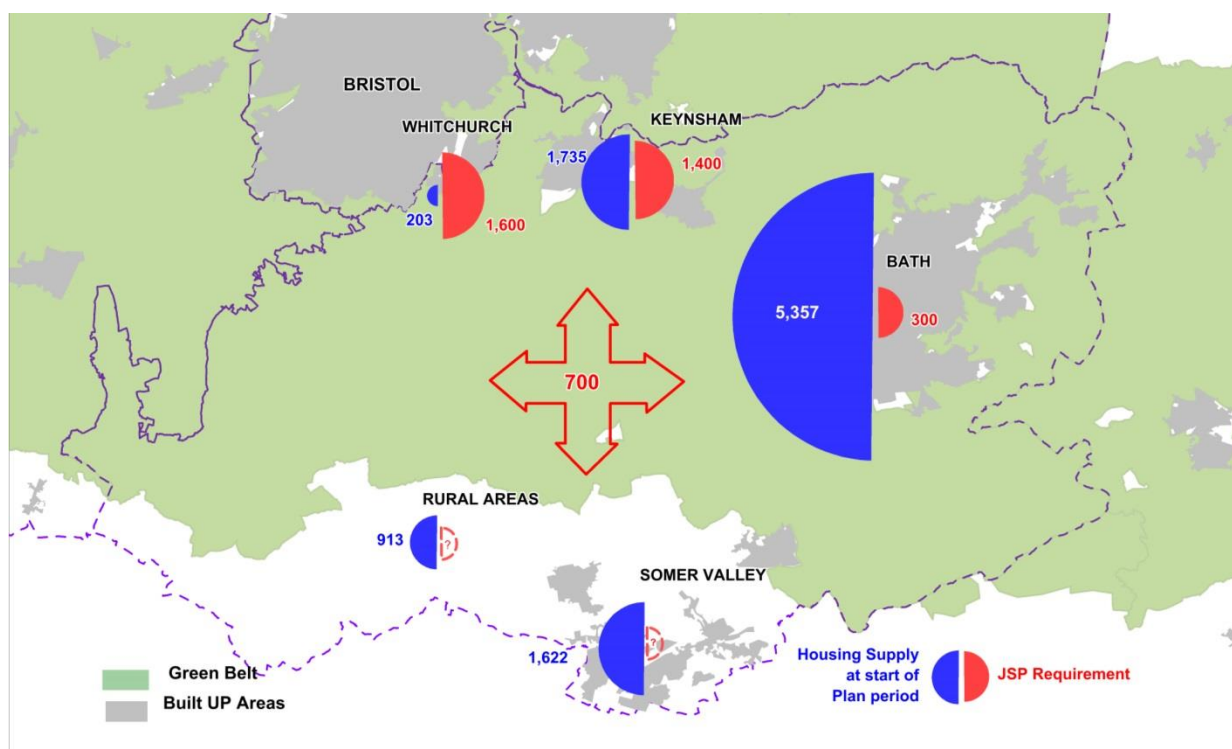 BRISTOL
WHITCHURCH
KEYNSHAM
1,735
1,400
203
1,600
BATH
5,357
300
700
RURAL AREAS
913
?
SOMER VALLEY
1,622
?
Green Belt
Built UP Areas
Housing Supply
at start of
Plan period
JSP Requirement